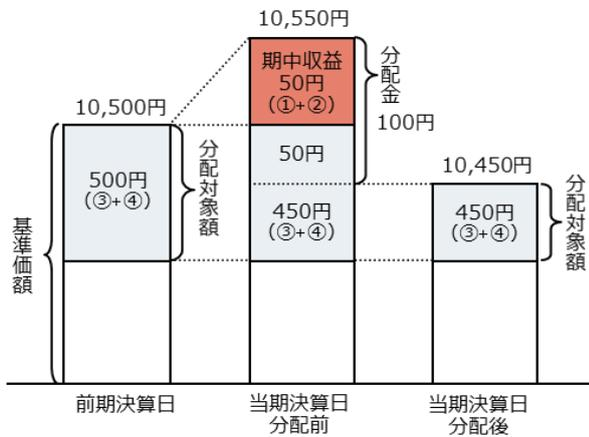 10,550円
期中収益
50円
(①+②)
分配金
100円
10,500円
50円
10,450円
500円
(③+④)
分配対象額
450円
(③+④)
450円
(③+④)
分配対象額
基準価額
前期決算日
当期決算日
分配前
当期決算日
分配後